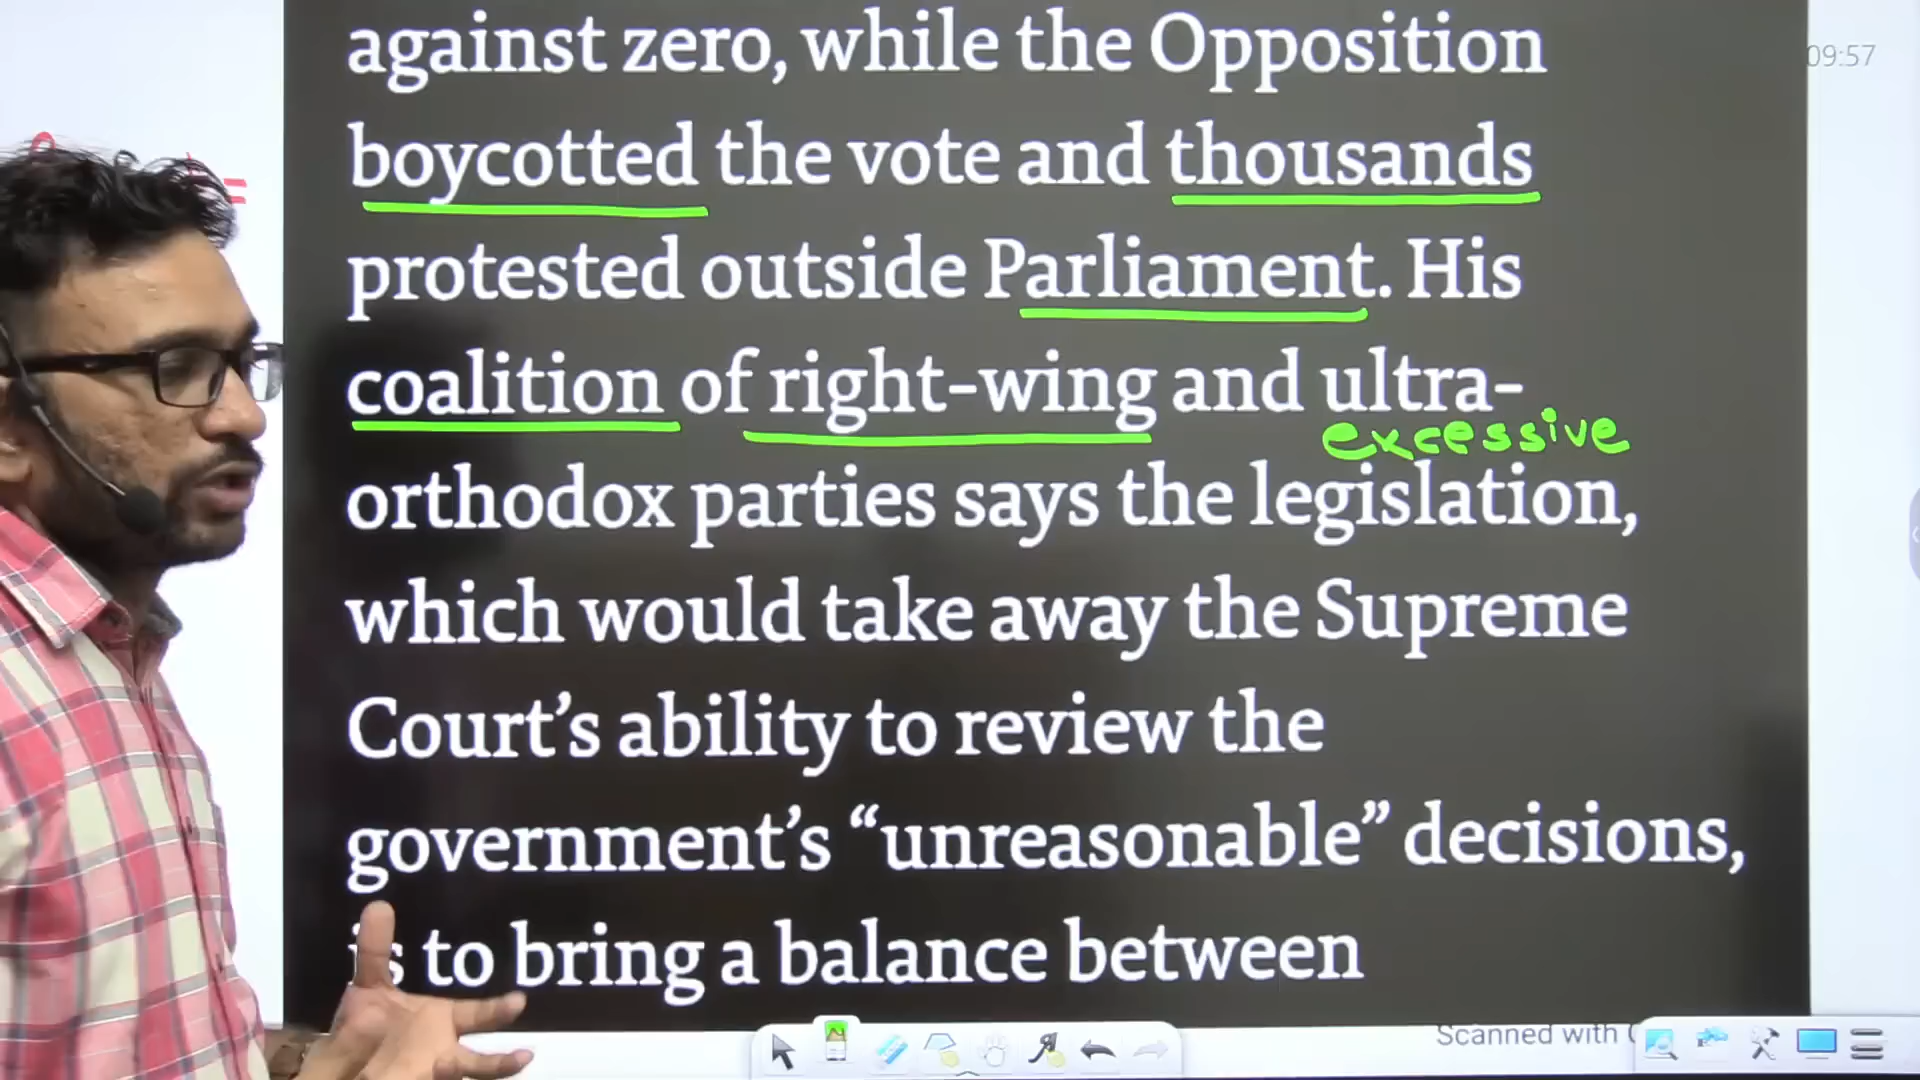 against zero, while the Opposition
09:57
boycotted the vote and thousands
protested outside Parliament. His
coalition of right-wing and ultra-
excessive
orthodox parties says the legislation,
which would take away the Supreme
Court’s ability to review the
government’s “unreasonable” decisions,
is to bring a balance between
Scanned with